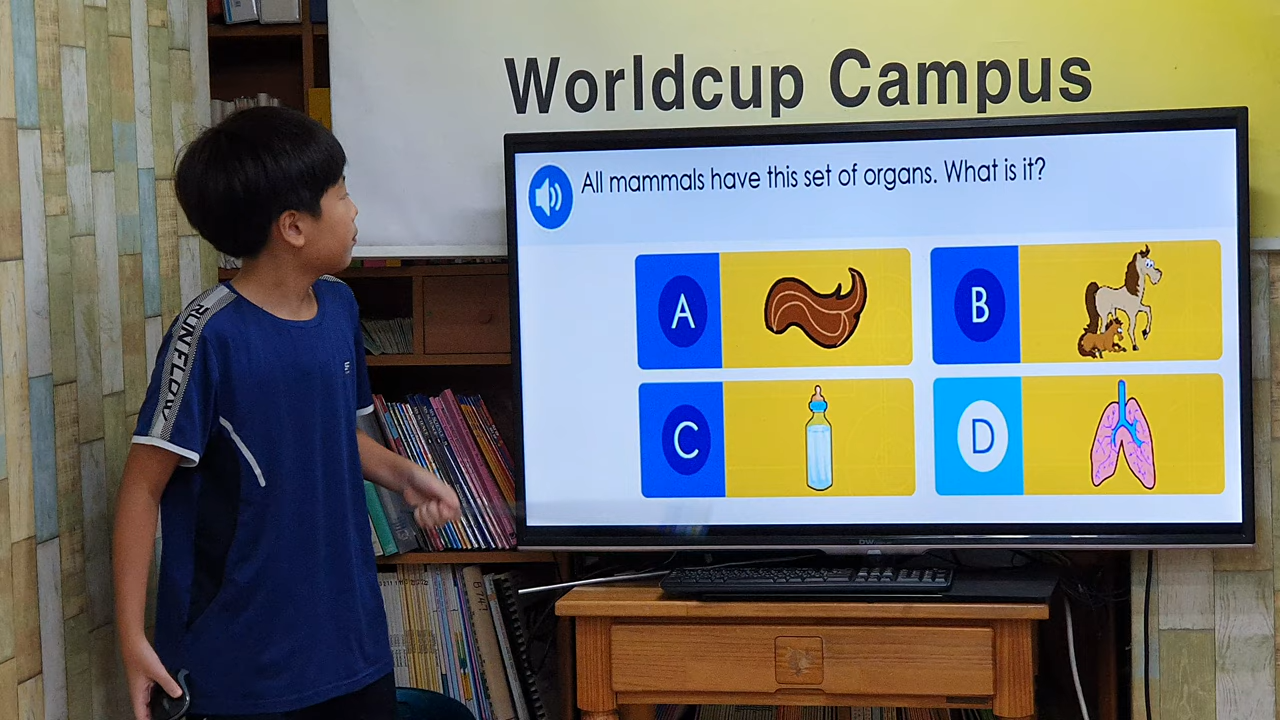 Worldcup Campus
All mammals have this set of organs. What is it?
A
B
C
D
RUNFLOW